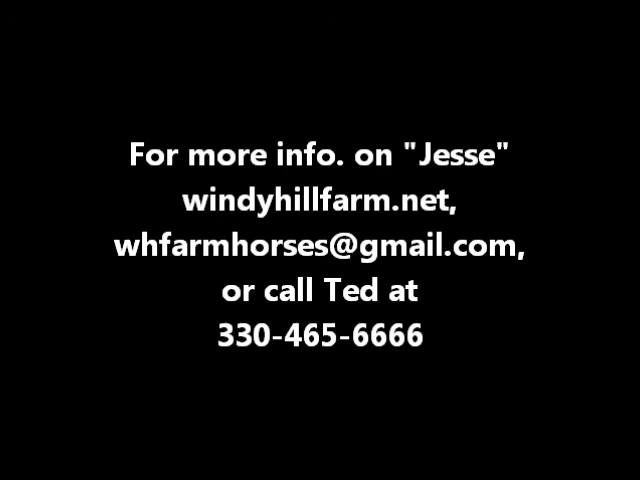 For more info. on "Jesse"
windyhillfarm.net,
whfarmhorses@gmail.com,
or call Ted at
330-465-6666